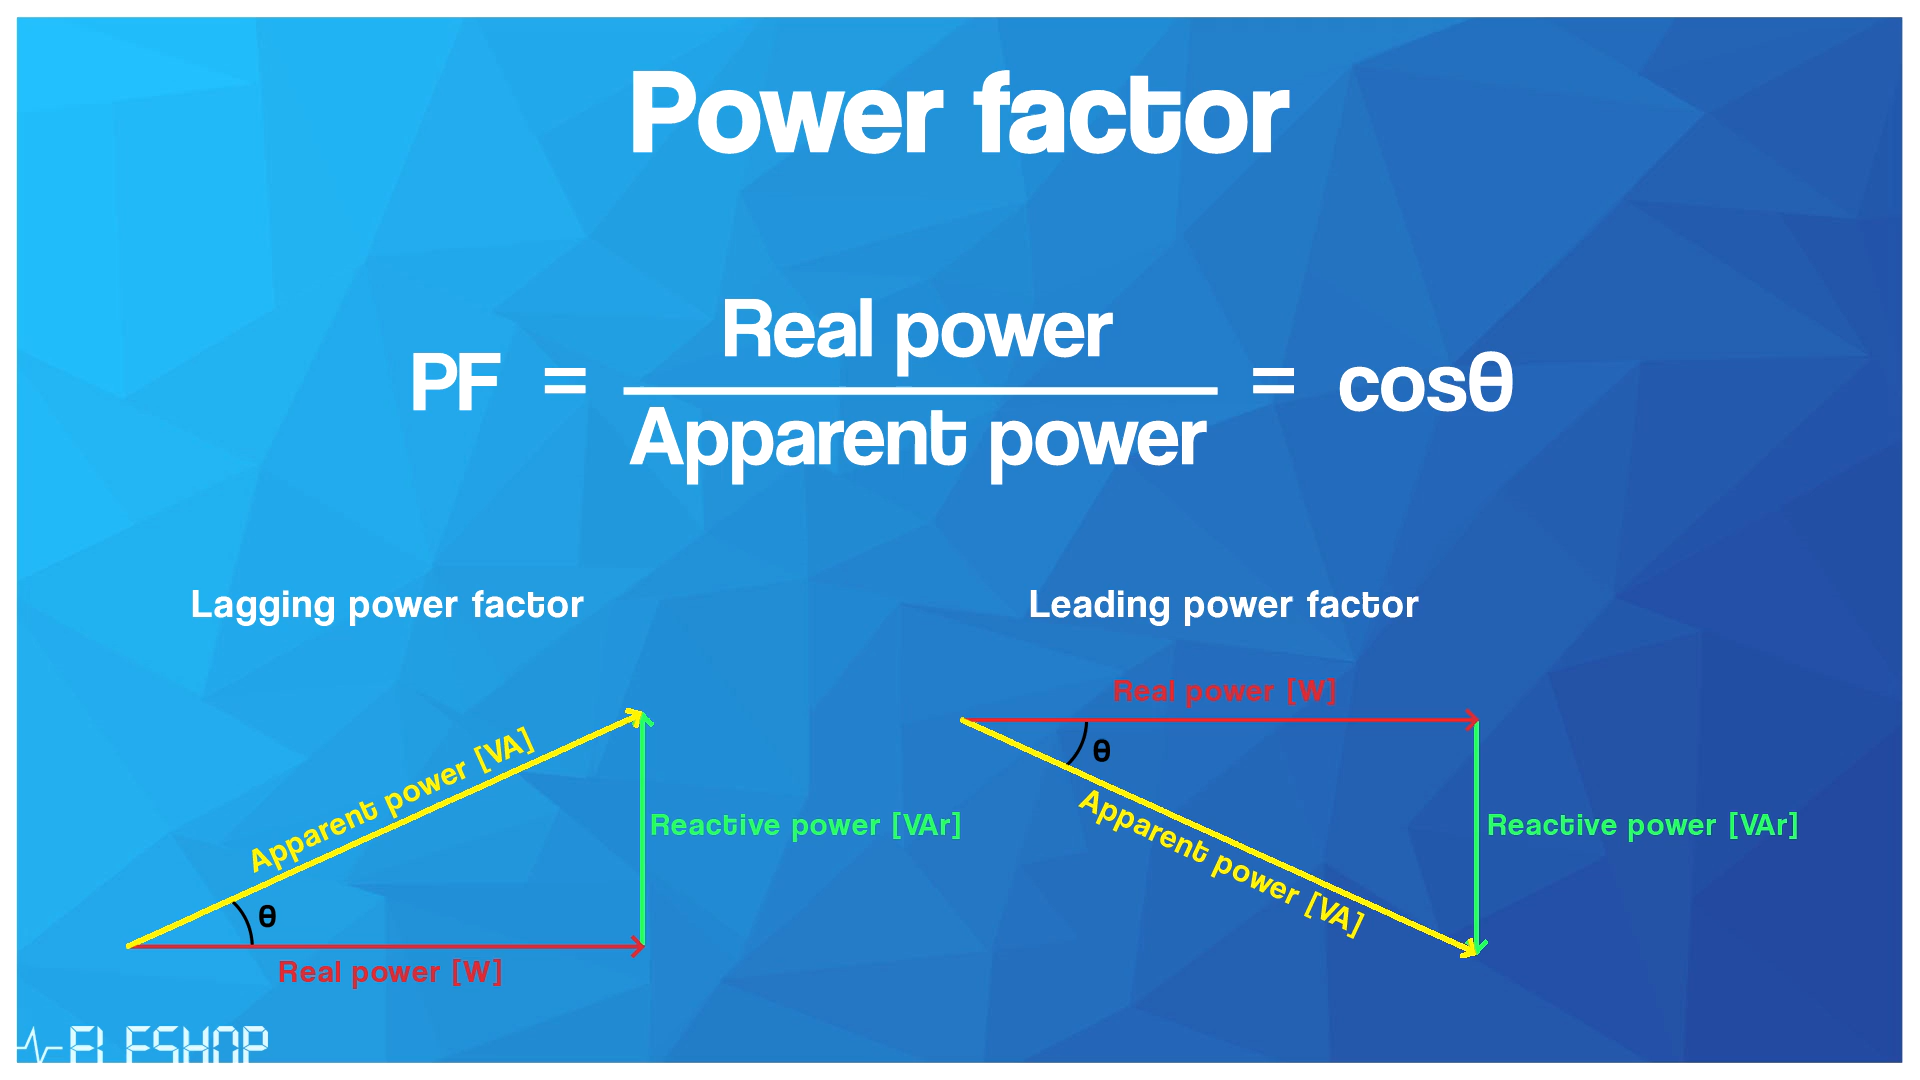 Power factor
PF = Real power / Apparent power = cosθ
Lagging power factor
Leading power factor
Apparent power [VA]
θ
Real power [W]
Reactive power [VAr]
Real power [W]
θ
Apparent power [VA]
Reactive power [VAr]
ELESHOP